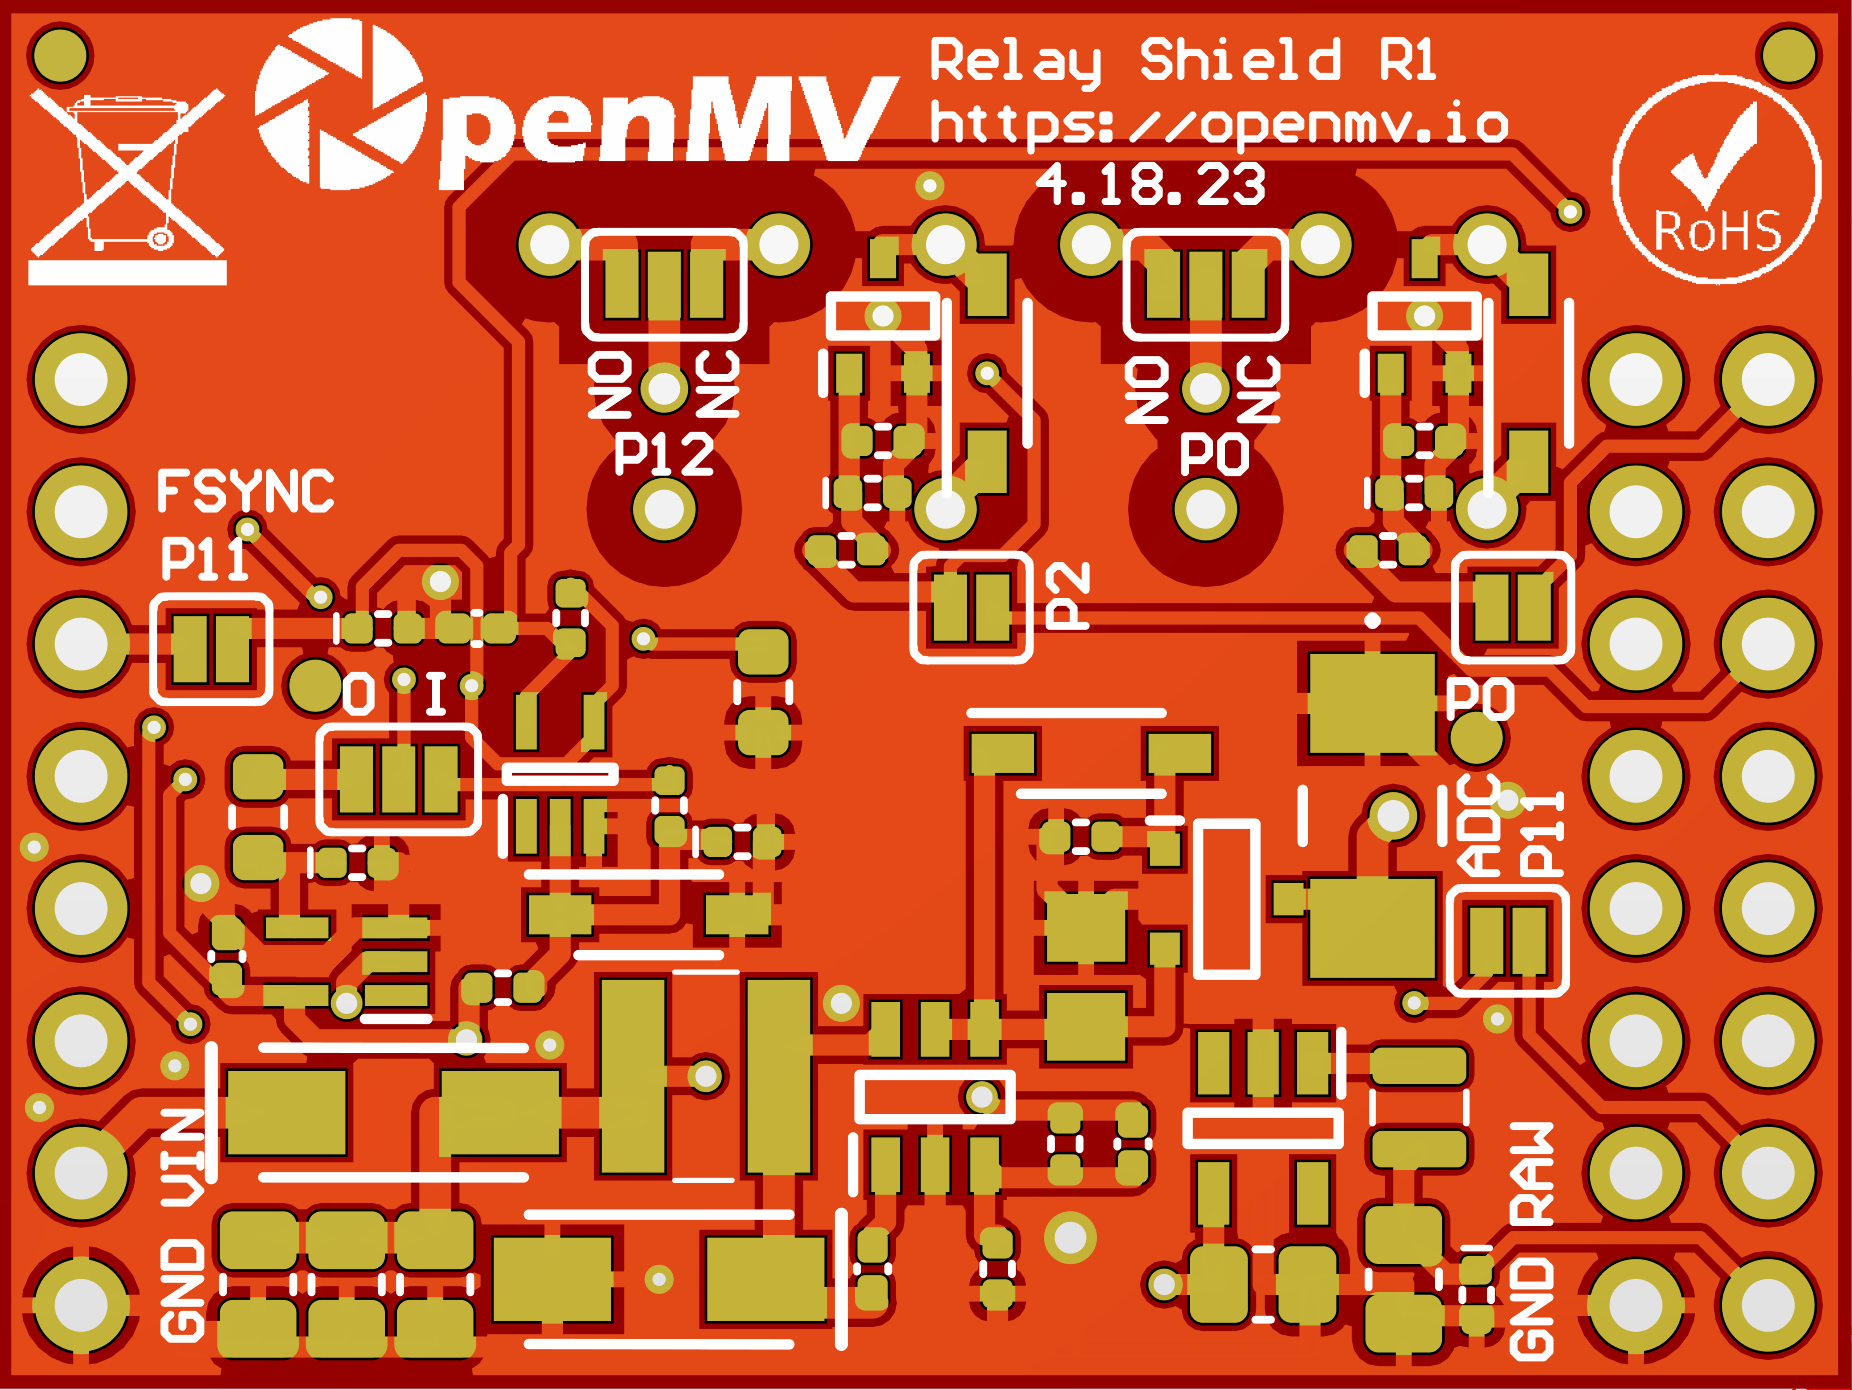 OpenMV
Relay Shield R1
https://openmv.io
4.18.23
RoHS
NO NC
P12
NO NC
P0
FSYNC
P11
P2
O I
P0
ADC
P11
VIN
GND
RAW
GND